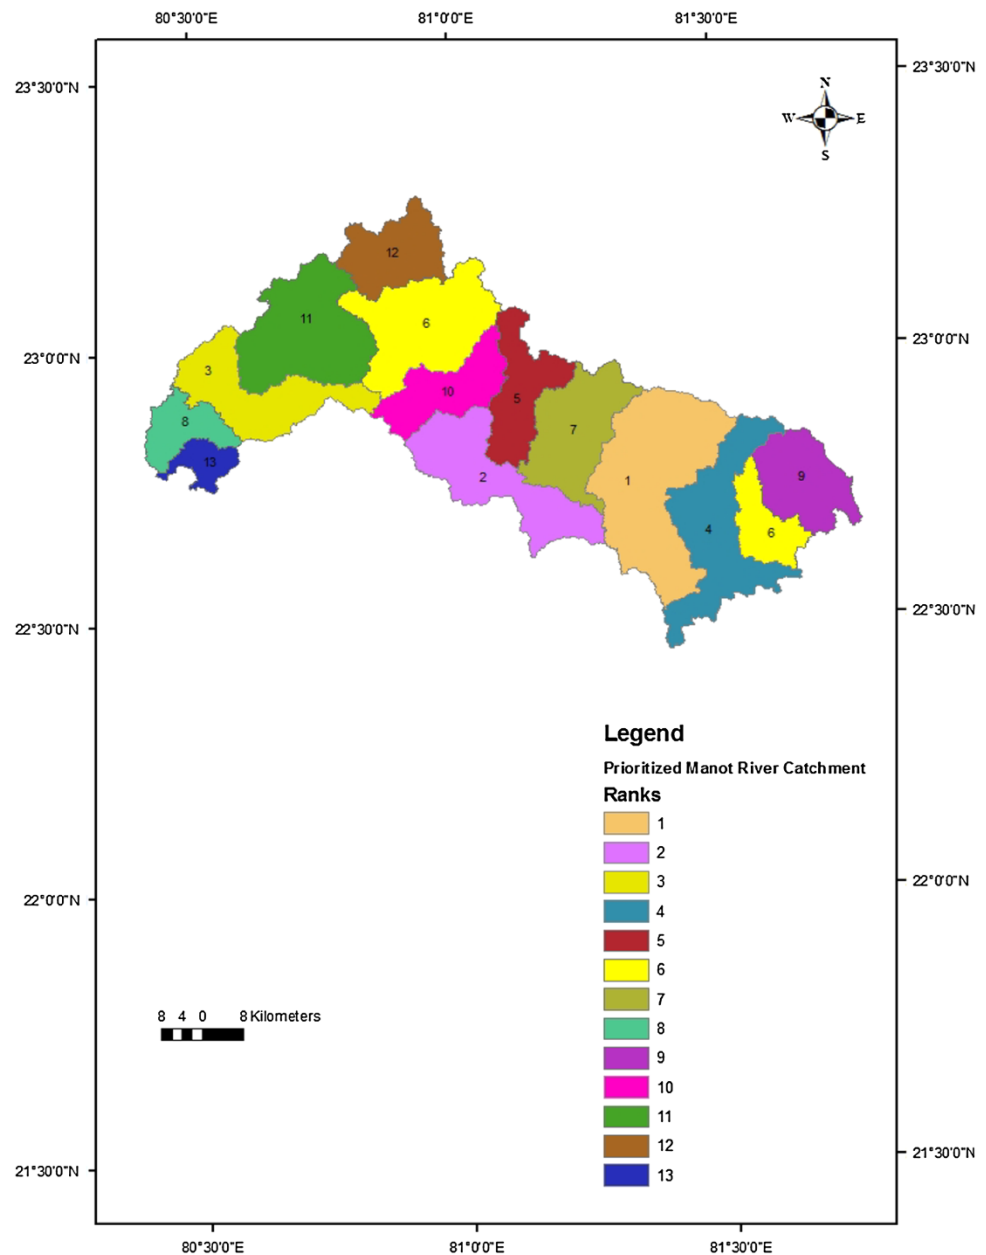 80°30'0"E 81°0'0"E 81°30'0"E
23°30'0"N
23°30'0"N
N
W E
S
12
11
6
23°0'0"N
23°0'0"N
3
10
5
8
7
13
2
1
9
4
6
22°30'0"N
22°30'0"N
Legend
Prioritized Manot River Catchment
Ranks
1
2
3
4
5
6
7
8
9
10
11
12
13
22°0'0"N
22°0'0"N
8 4 0 8 Kilometers
21°30'0"N
21°30'0"N
80°30'0"E 81°0'0"E 81°30'0"E